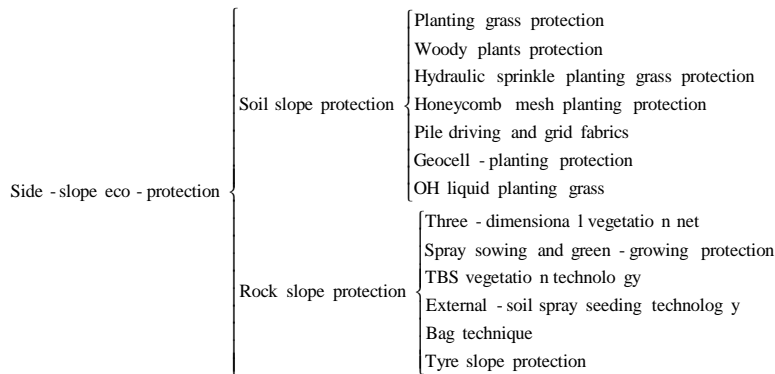 Planting grass protection
Woody plants protection
Hydraulic sprinkle planting grass protection
Soil slope protection
Honeycomb mesh planting protection
Pile driving and grid fabrics
Geocell - planting protection
Side - slope eco - protection
OH liquid planting grass
Three - dimensiona l vegetatio n net
Spray sowing and green - growing protection
TBS vegetatio n technolo gy
Rock slope protection
External - soil spray seeding technolog y
Bag technique
Tyre slope protection